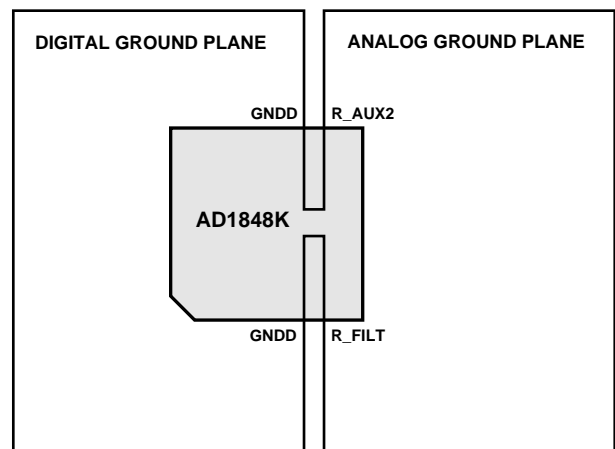 DIGITAL GROUND PLANE
ANALOG GROUND PLANE
GNDD
R_AUX2
AD1848K
GNDD
R_FILT